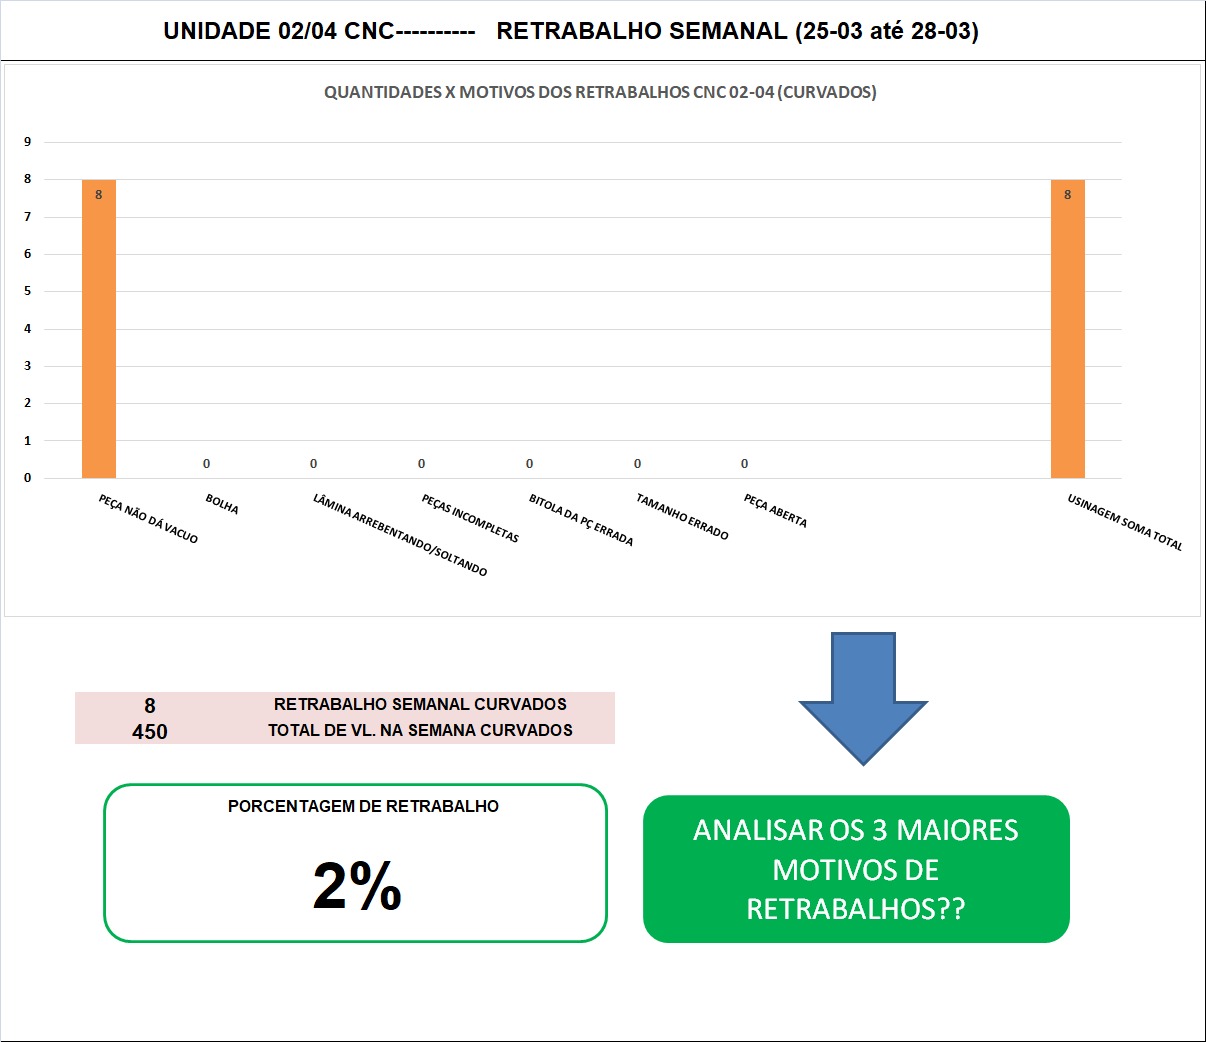 UNIDADE 02/04 CNC---------- RETRABALHO SEMANAL (25-03 até 28-03)
QUANTIDADES X MOTIVOS DOS RETRABALHOS CNC 02-04 (CURVADOS)
9
8
7
6
5
4
3
2
1
0
8
0
0
0
0
0
0
8
PEÇA NÃO DÁ VACUO
BOLHA
LÂMINA ARREBENTANDO/SOLTANDO
PEÇAS INCOMPLETAS
BITOLA DA PÇ ERRADA
TAMANHO ERRADO
PEÇA ABERTA
USINAGEM SOMA TOTAL
8 RETRABALHO SEMANAL CURVADOS
450 TOTAL DE VL. NA SEMANA CURVADOS
PORCENTAGEM DE RETRABALHO
2%
ANALISAR OS 3 MAIORES
MOTIVOS DE
RETRABALHOS??